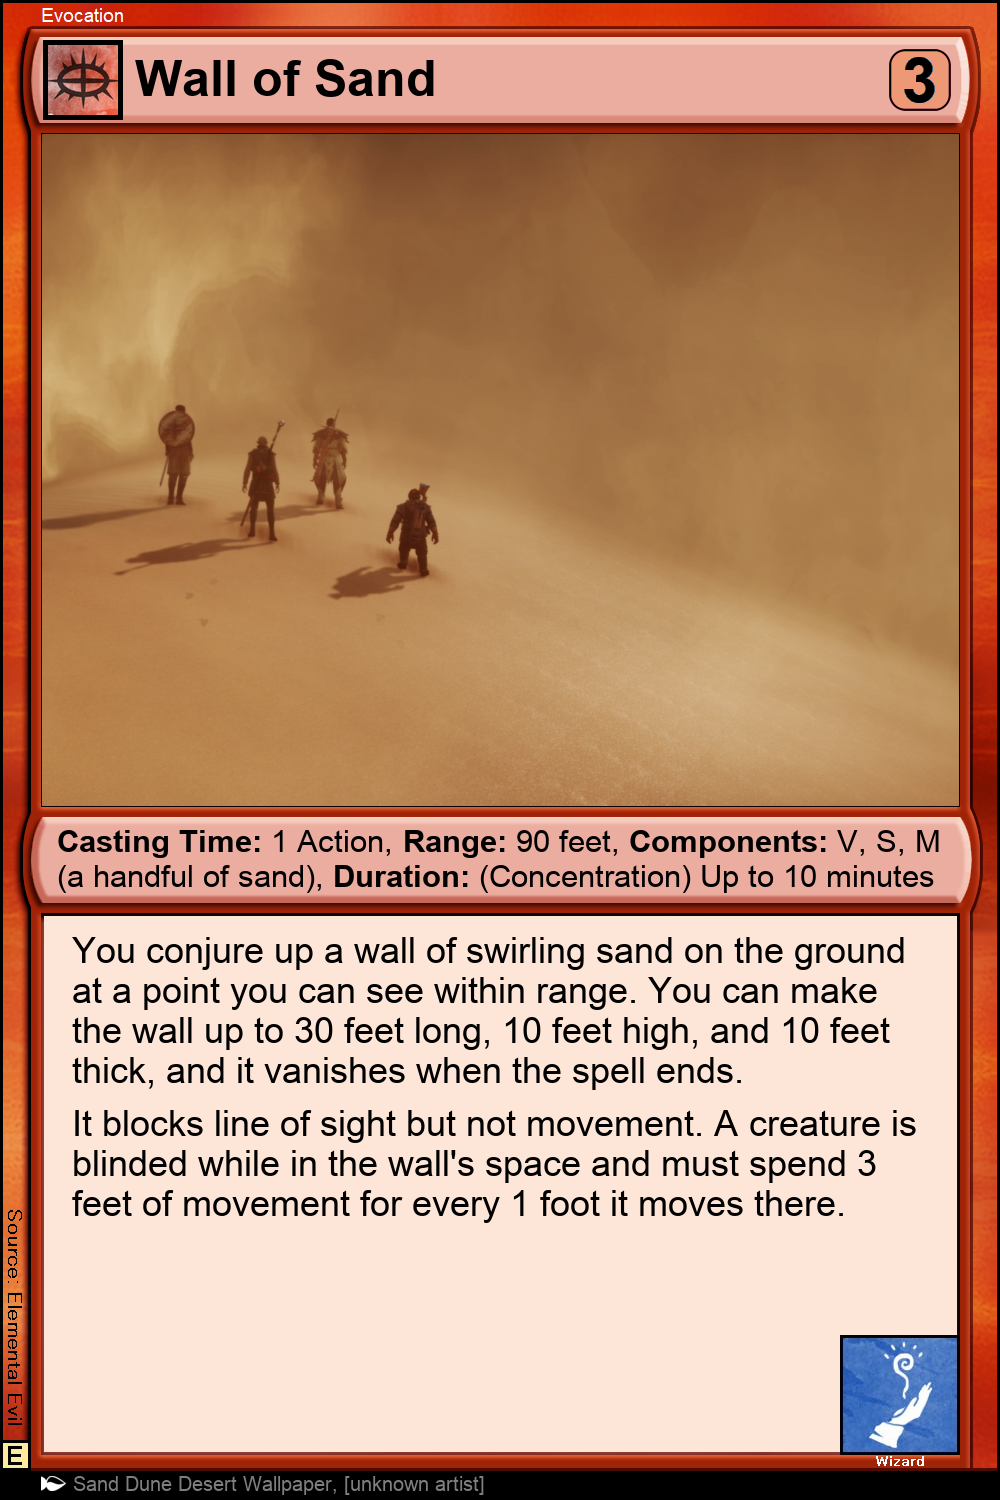 Evocation
Wall of Sand
3
Casting Time: 1 Action, Range: 90 feet, Components: V, S, M
(a handful of sand), Duration: (Concentration) Up to 10 minutes
You conjure up a wall of swirling sand on the ground
at a point you can see within range. You can make
the wall up to 30 feet long, 10 feet high, and 10 feet
thick, and it vanishes when the spell ends.
It blocks line of sight but not movement. A creature is
blinded while in the wall's space and must spend 3
feet of movement for every 1 foot it moves there.
Source: Elemental Evil
E
Wizard
Sand Dune Desert Wallpaper, [unknown artist]